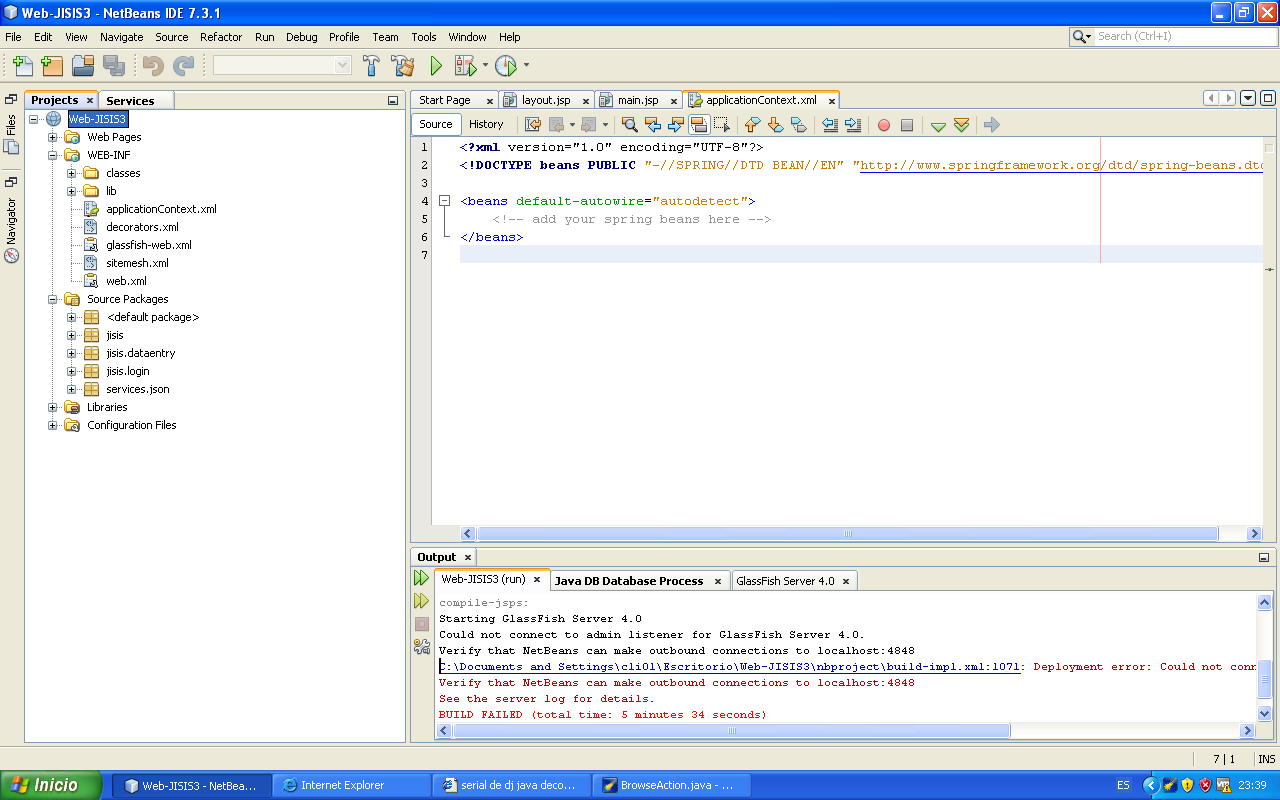 Web-JISIS3 - NetBeans IDE 7.3.1
File Edit View Navigate Source Refactor Run Debug Profile Team Tools Window Help
Search (Ctrl+I)
Files
Navigator
Projects Services
Web-JISIS3
Web Pages
WEB-INF
classes
lib
applicationContext.xml
decorators.xml
glassfish-web.xml
sitemesh.xml
web.xml
Source Packages
<default package>
jisis
jisis.dataentry
jisis.login
services.json
Libraries
Configuration Files
Start Page layout.jsp main.jsp applicationContext.xml
Source History
1 <?xml version="1.0" encoding="UTF-8"?>
2 <!DOCTYPE beans PUBLIC "-//SPRING//DTD BEAN//EN" "http://www.springframework.org/dtd/spring-beans.dtd
3
4 <beans default-autowire="autodetect">
5 <!-- add your spring beans here -->
6 </beans>
7
Output
Web-JISIS3 (run) Java DB Database Process GlassFish Server 4.0
compile-jsps:
Starting GlassFish Server 4.0
Could not connect to admin listener for GlassFish Server 4.0.
Verify that NetBeans can make outbound connections to localhost:4848
C:\Documents and Settings\cli01\Escritorio\Web-JISIS3\nbproject\build-impl.xml:1071: Deployment error: Could not conn
Verify that NetBeans can make outbound connections to localhost:4848
See the server log for details.
BUILD FAILED (total time: 5 minutes 34 seconds)
7 | 1 INS
Inicio Web-JISIS3 - NetBea... Internet Explorer serial de dj java deco... BrowseAction.java - ... ES 23:39